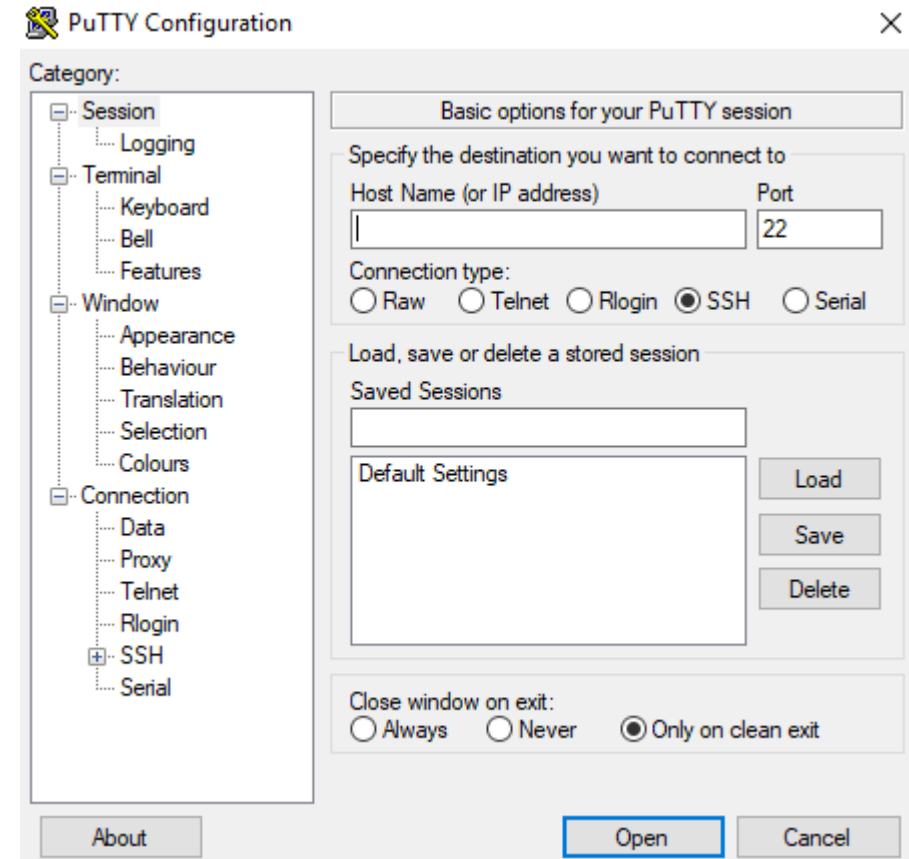 PuTTY Configuration
Category:
Session
Logging
Terminal
Keyboard
Bell
Features
Window
Appearance
Behaviour
Translation
Selection
Colours
Connection
Data
Proxy
Telnet
Rlogin
SSH
Serial
Basic options for your PuTTY session
Specify the destination you want to connect to
Host Name (or IP address) Port
22
Connection type:
Raw Telnet Rlogin SSH Serial
Load, save or delete a stored session
Saved Sessions
Default Settings
Load
Save
Delete
Close window on exit:
Always Never Only on clean exit
About Open Cancel